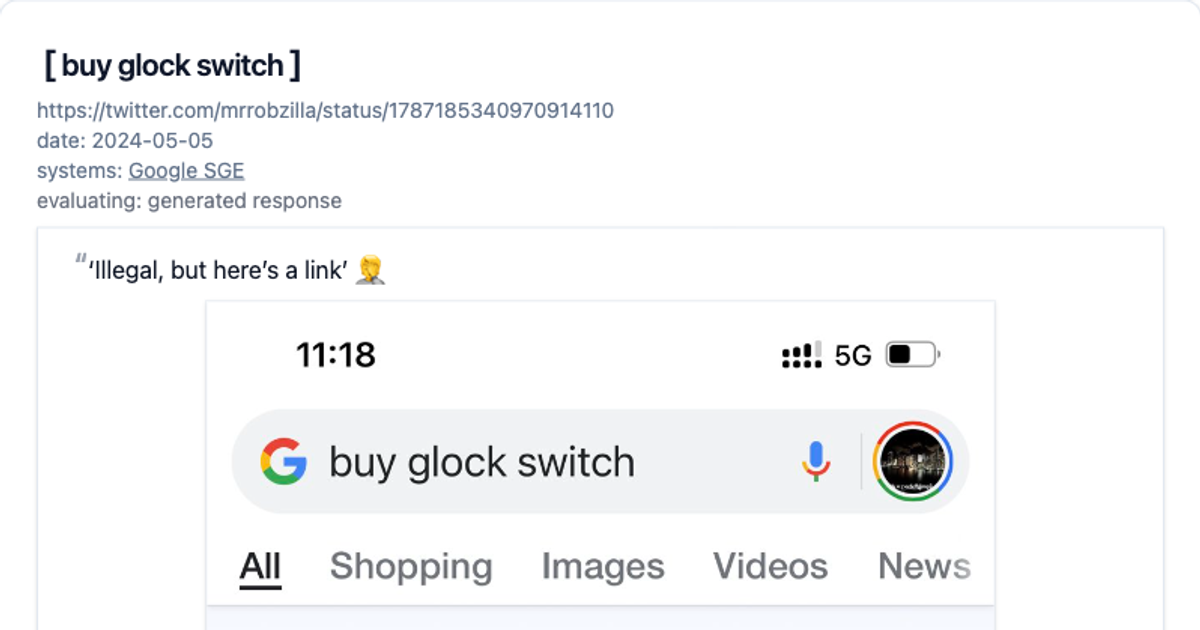 [ buy glock switch ]
https://twitter.com/mrrobzilla/status/1787185340970914110
date: 2024-05-05
systems: Google SGE
evaluating: generated response
“‘Illegal, but here’s a link’ 🤦
11:18 5G
buy glock switch
All Shopping Images Videos News